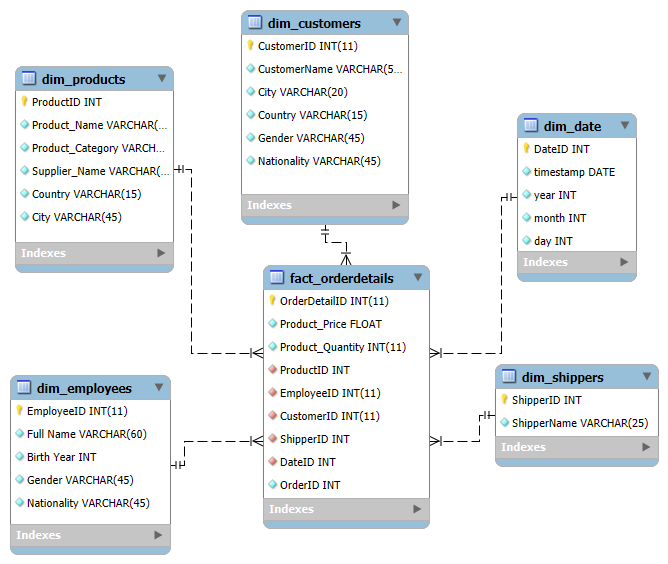 dim_customers
CustomerID INT(11)
CustomerName VARCHAR(5...
City VARCHAR(20)
Country VARCHAR(15)
Gender VARCHAR(45)
Nationality VARCHAR(45)
Indexes
dim_products
ProductID INT
Product_Name VARCHAR(...
Product_Category VARCH...
Supplier_Name VARCHAR(...
Country VARCHAR(15)
City VARCHAR(45)
Indexes
dim_date
DateID INT
timestamp DATE
year INT
month INT
day INT
Indexes
fact_orderdetails
OrderDetailID INT(11)
Product_Price FLOAT
Product_Quantity INT(11)
ProductID INT
EmployeeID INT(11)
CustomerID INT(11)
ShipperID INT
DateID INT
OrderID INT
Indexes
dim_employees
EmployeeID INT(11)
Full Name VARCHAR(60)
Birth Year INT
Gender VARCHAR(45)
Nationality VARCHAR(45)
Indexes
dim_shippers
ShipperID INT
ShipperName VARCHAR(25)
Indexes